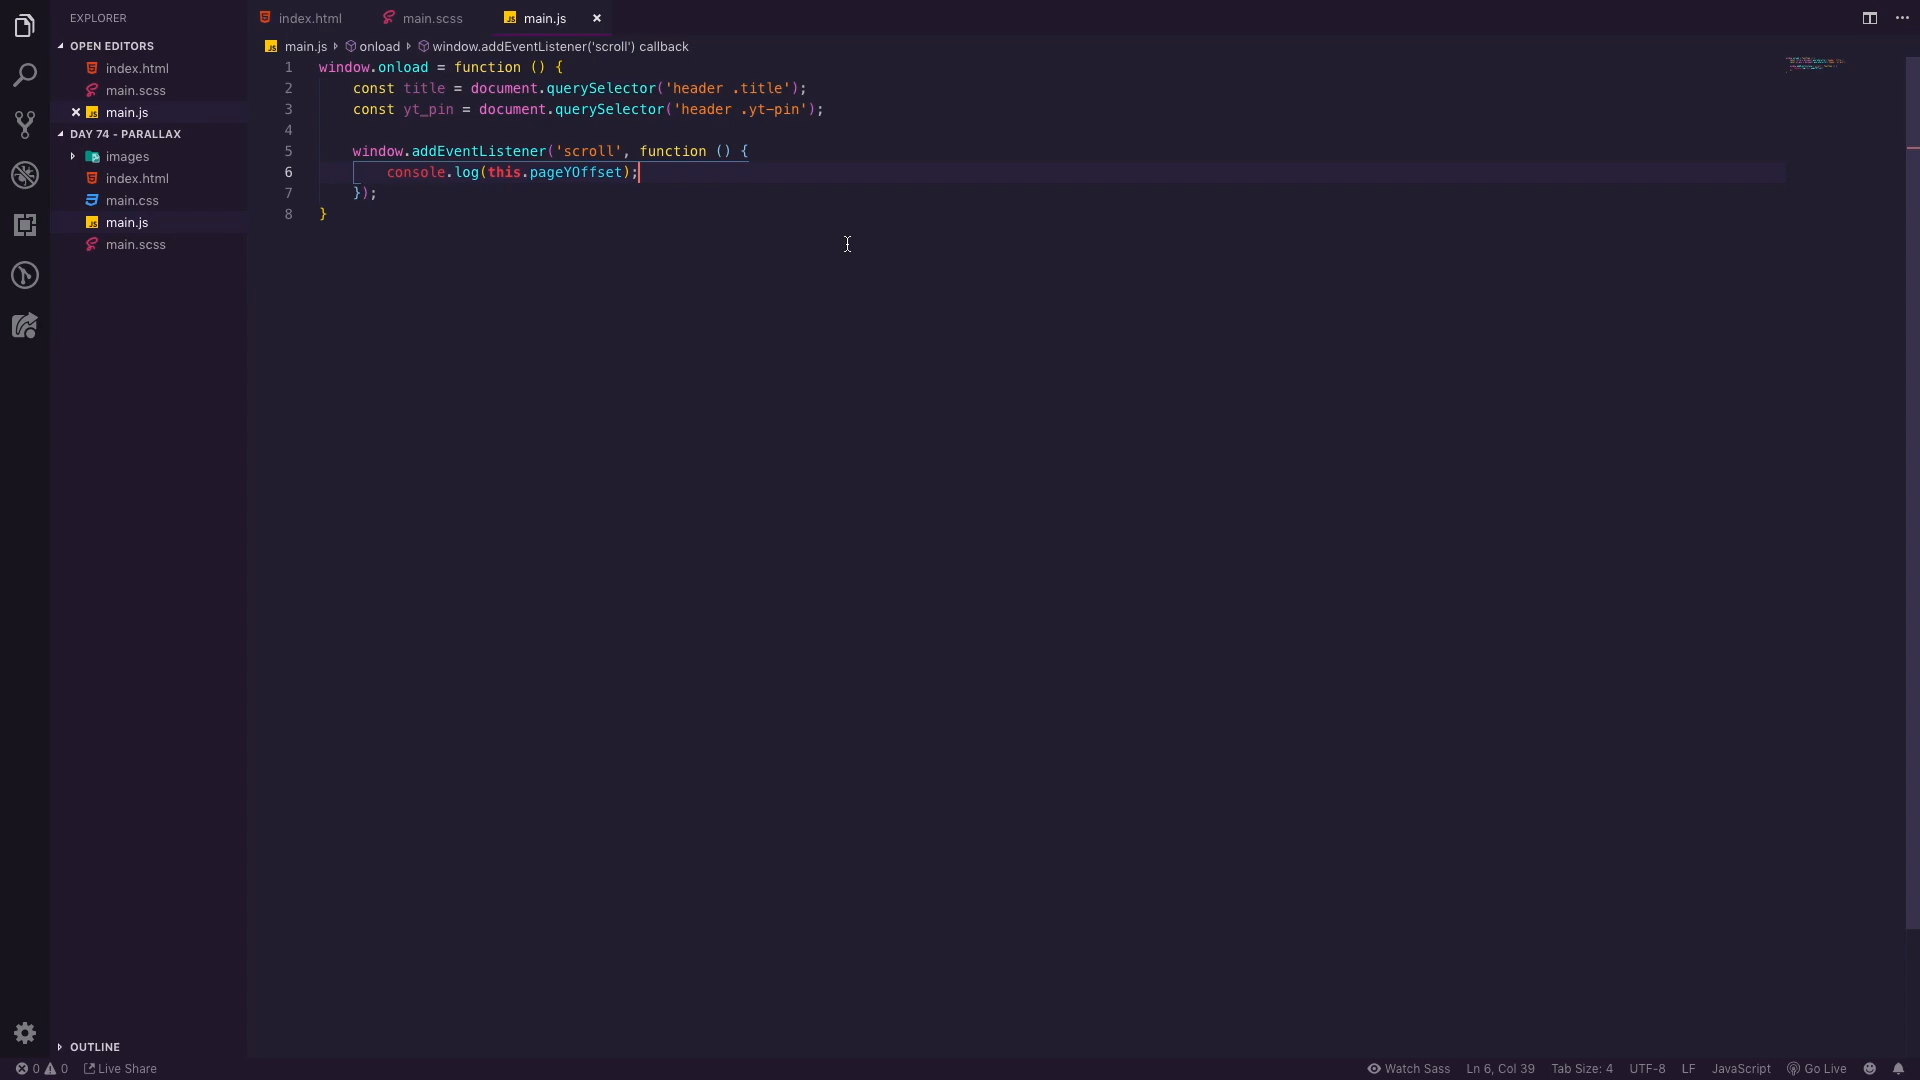 EXPLORER
OPEN EDITORS
index.html
main.scss
main.js
DAY 74 - PARALLAX
images
index.html
main.css
main.js
main.scss
OUTLINE
index.html main.scss main.js
main.js onload window.addEventListener('scroll') callback
1 window.onload = function () {
2 const title = document.querySelector('header .title');
3 const yt_pin = document.querySelector('header .yt-pin');
4
5 window.addEventListener('scroll', function () {
6 console.log(this.pageYOffset);
7 });
8 }
0 0 Live Share Watch Sass Ln 6, Col 39 Tab Size: 4 UTF-8 LF JavaScript Go Live